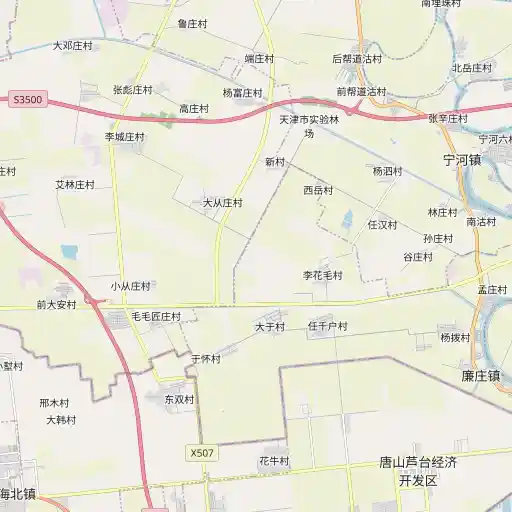 南埋珠村
鲁庄村
大邓庄村
端庄村
后帮道沽村
北岳庄村
张彪庄村
杨富庄村
前帮道沽村
S3500
高庄村
天津市实验林
场
张辛庄村
李城庄村
宁河镇
新村
杨泗村
艾林庄村
西岳村
大从庄村
林庄村
南沽村
任汉村
孙庄村
谷庄村
李花毛村
小从庄村
孟庄村
前大安村
毛毛匠庄村
大于村
任千户村
杨拨村
于怀村
廉庄镇
东双村
邢木村
大韩村
X507
花牛村
唐山芦台经济
开发区
海北镇